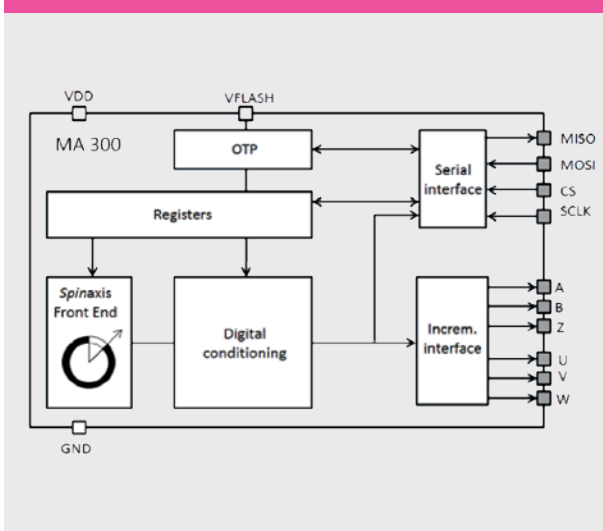 VDD
VFLASH
MA 300
OTP
Serial
interface
MISO
MOSI
CS
SCLK
Registers
Spinaxis
Front End
Digital
conditioning
Increm.
interface
A
B
Z
U
V
W
GND